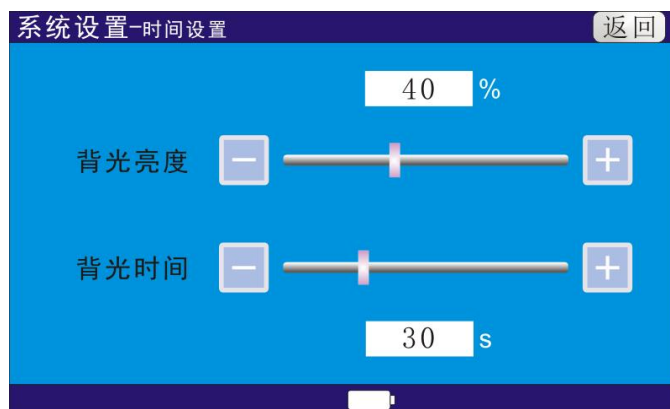 系统设置-时间设置 返回
40 %
背光亮度 － ＋
背光时间 － ＋
30 s